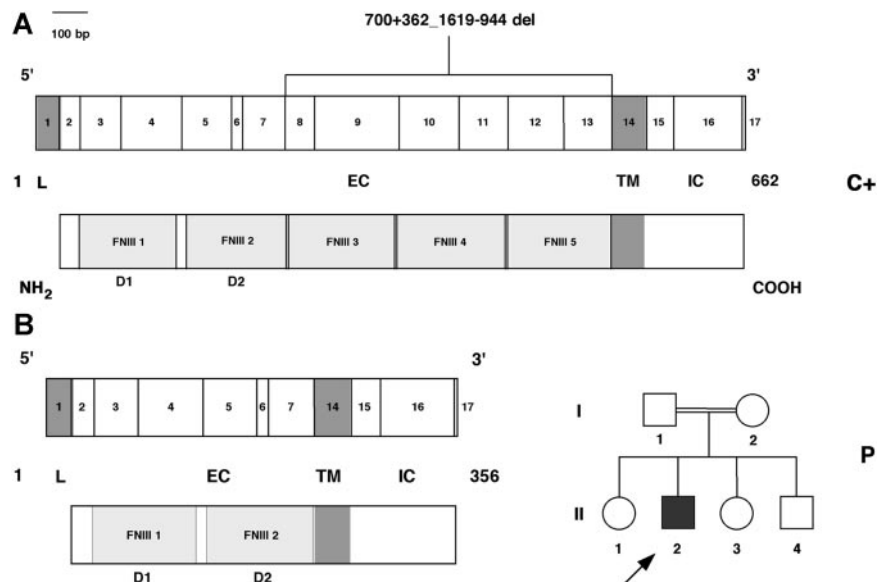 A
100 bp
700+362_1619-944 del
5'
3'
1 2 3 4 5 6 7 8 9 10 11 12 13 14 15 16 17
1 L EC TM IC 662 C+
FNIII 1 FNIII 2 FNIII 3 FNIII 4 FNIII 5
D1 D2
NH2 COOH
B
5' 3'
1 2 3 4 5 6 7 14 15 16 17
1 L EC TM IC 356
FNIII 1 FNIII 2
D1 D2
I
1 2
P
II
1 2 3 4